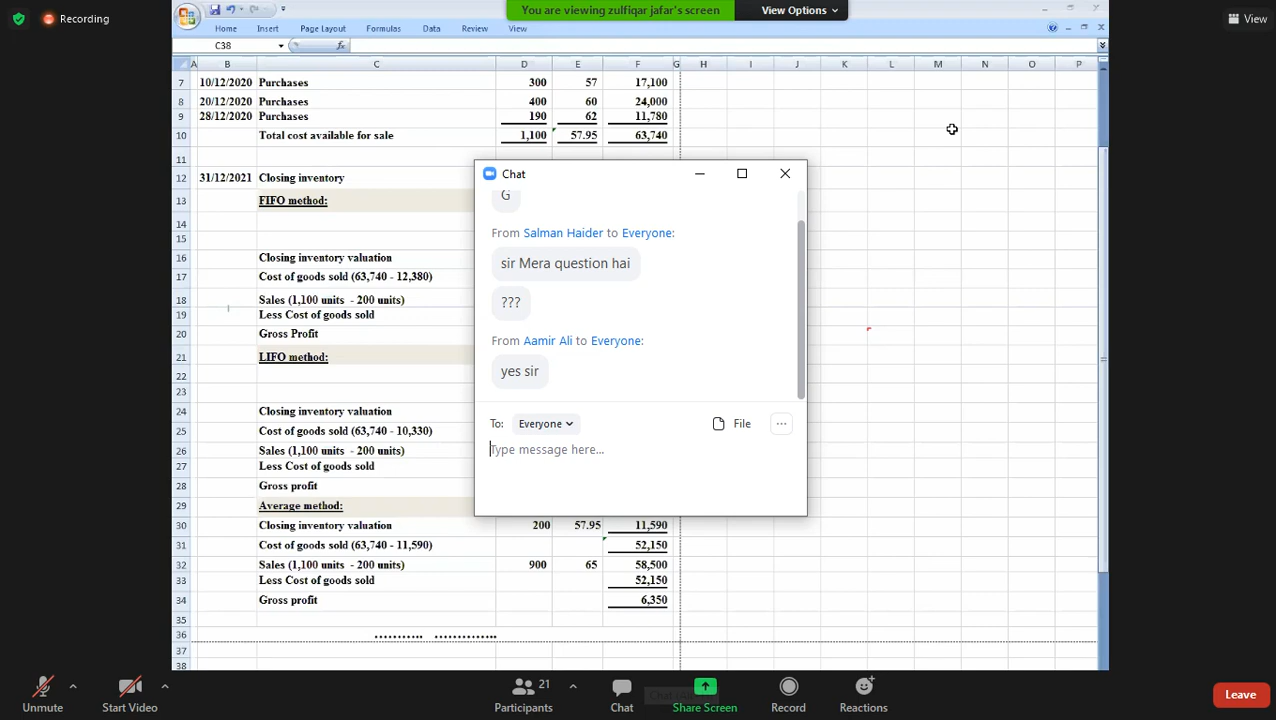 Recording
You are viewing zulfiqar jafar's screen
View Options
View
Home Insert Page Layout Formulas Data Review View
C38 fx
A B C D E F G H I J K L M N O P
7 10/12/2020 Purchases 300 57 17,100
8 20/12/2020 Purchases 400 60 24,000
9 28/12/2020 Purchases 190 62 11,780
10 Total cost available for sale 1,100 57.95 63,740
11
12 31/12/2021 Closing inventory
13 FIFO method:
14
15
16 Closing inventory valuation
17 Cost of goods sold (63,740 - 12,380)
18 Sales (1,100 units - 200 units)
19 Less Cost of goods sold
20 Gross Profit
21 LIFO method:
22
23
24 Closing inventory valuation
25 Cost of goods sold (63,740 - 10,330)
26 Sales (1,100 units - 200 units)
27 Less Cost of goods sold
28 Gross profit
29 Average method:
30 Closing inventory valuation 200 57.95 11,590
31 Cost of goods sold (63,740 - 11,590) 52,150
32 Sales (1,100 units - 200 units) 900 65 58,500
33 Less Cost of goods sold 52,150
34 Gross profit 6,350
35
36 ........... ..............
37
38
Chat
G
From Salman Haider to Everyone:
sir Mera question hai
???
From Aamir Ali to Everyone:
yes sir
To: Everyone File ...
Type message here...
Unmute Start Video Participants 21 Chat Share Screen Record Reactions Leave